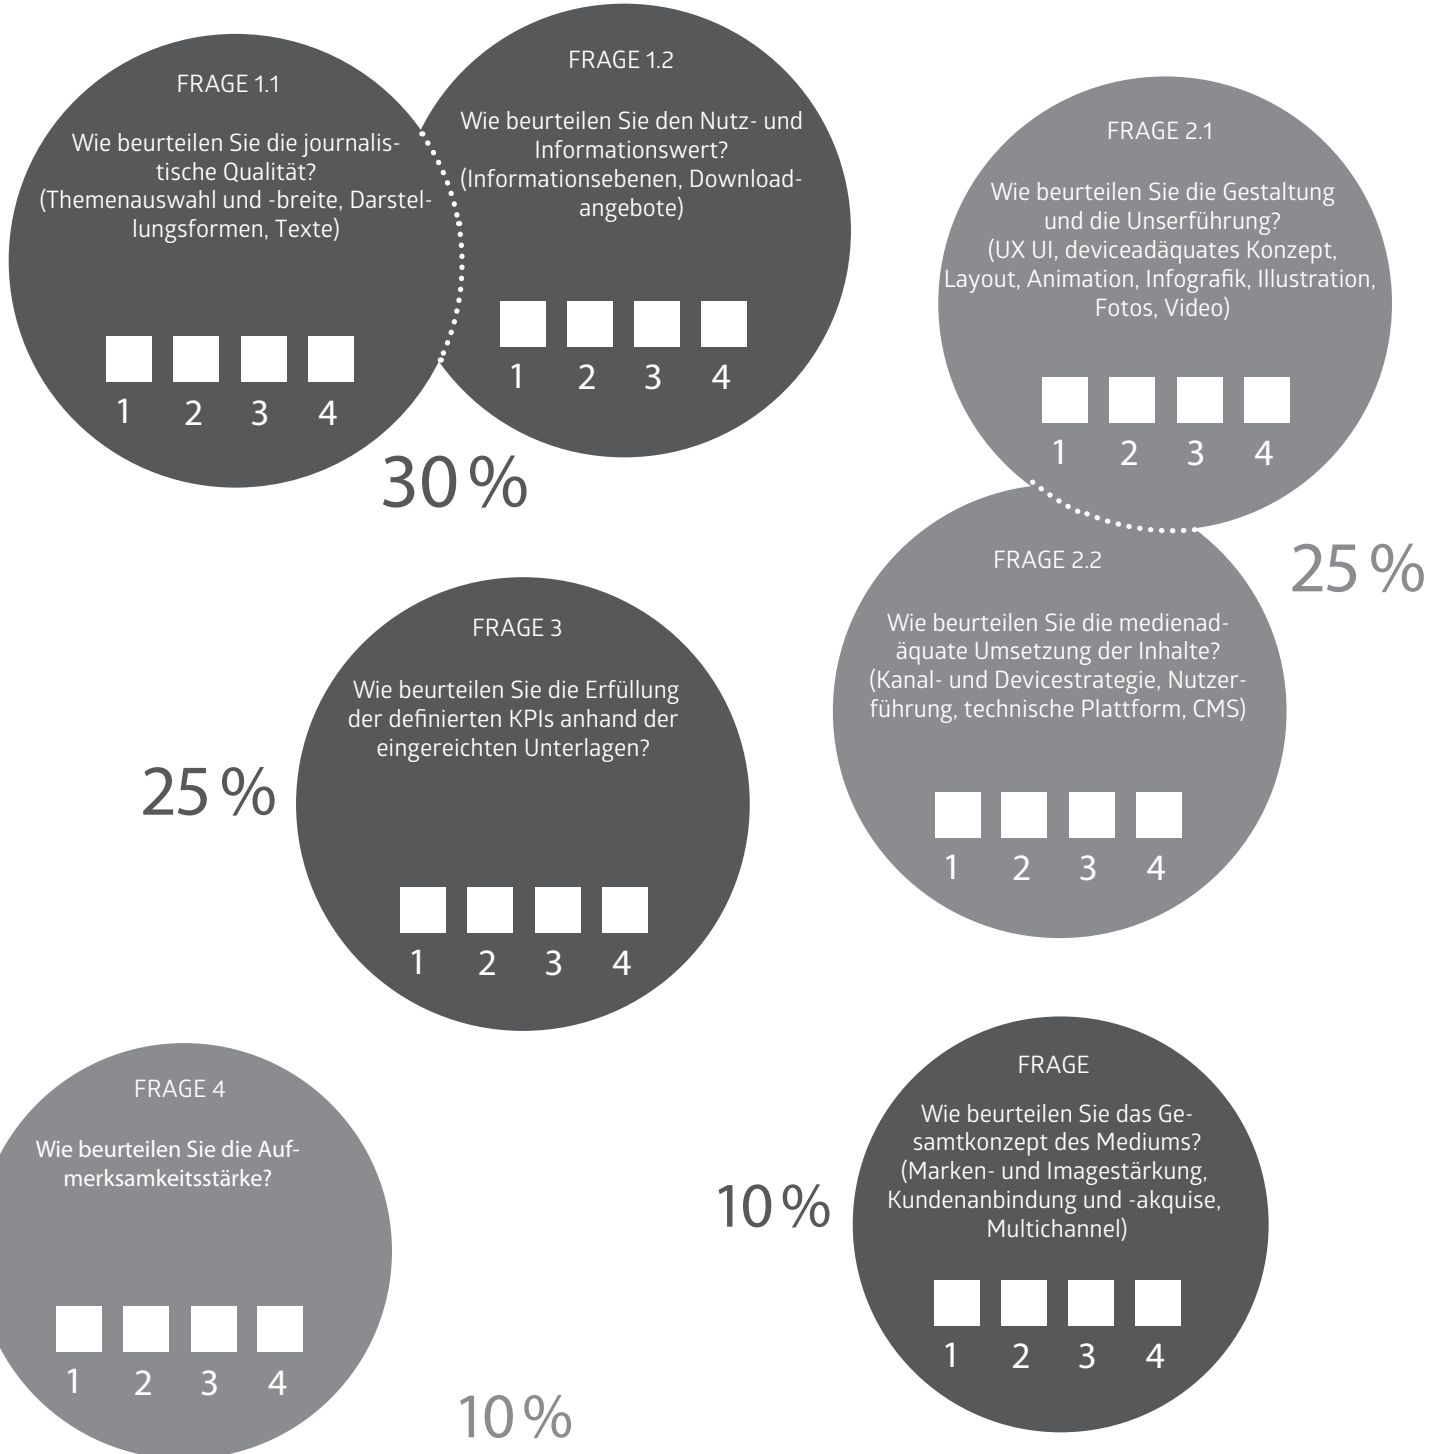 FRAGE 1.1
Wie beurteilen Sie die journalis-
tische Qualität?
(Themenauswahl und -breite, Darstel-
lungsformen, Texte)
1 2 3 4
FRAGE 1.2
Wie beurteilen Sie den Nutz- und
Informationswert?
(Informationsebenen, Download-
angebote)
1 2 3 4
30 %
FRAGE 2.1
Wie beurteilen Sie die Gestaltung
und die Unserführung?
(UX UI, deviceadäquates Konzept,
Layout, Animation, Infografik, Illustration,
Fotos, Video)
1 2 3 4
FRAGE 2.2
Wie beurteilen Sie die medienad-
äquate Umsetzung der Inhalte?
(Kanal- und Devicestrategie, Nutzer-
führung, technische Plattform, CMS)
1 2 3 4
25 %
FRAGE 3
Wie beurteilen Sie die Erfüllung
der definierten KPIs anhand der
eingereichten Unterlagen?
1 2 3 4
25 %
FRAGE 4
Wie beurteilen Sie die Auf-
merksamkeitsstärke?
1 2 3 4
10 %
FRAGE
Wie beurteilen Sie das Ge-
samtkonzept des Mediums?
(Marken- und Imagestärkung,
Kundenanbindung und -akquise,
Multichannel)
1 2 3 4
10 %